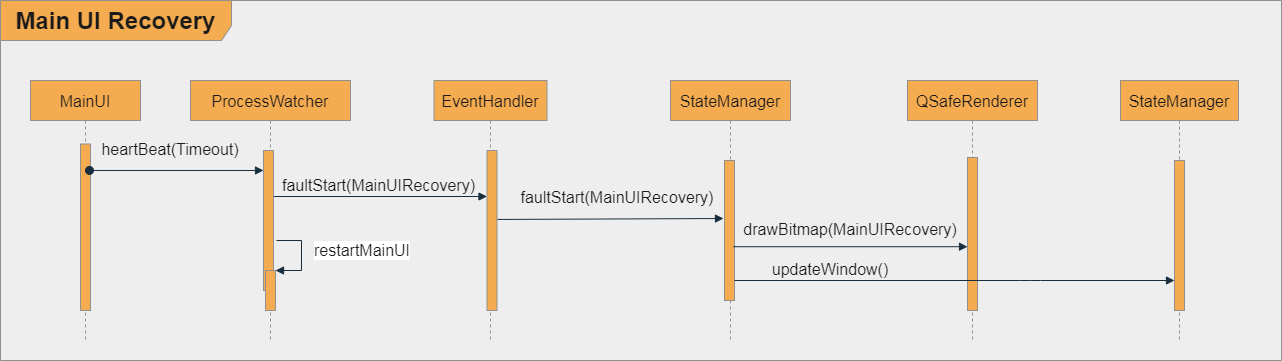 Main UI Recovery
MainUI
ProcessWatcher
EventHandler
StateManager
QSafeRenderer
StateManager
heartBeat(Timeout)
faultStart(MainUIRecovery)
faultStart(MainUIRecovery)
drawBitmap(MainUIRecovery)
restartMainUI
updateWindow()